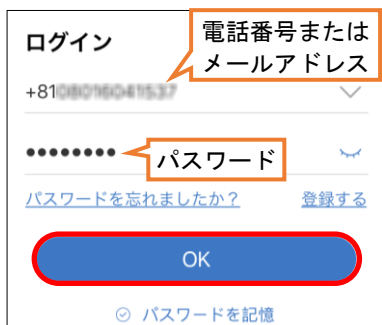 ログイン
電話番号または
メールアドレス
+81
●●●●●●●●
パスワード
パスワードを忘れましたか？ 登録する
OK
パスワードを記憶